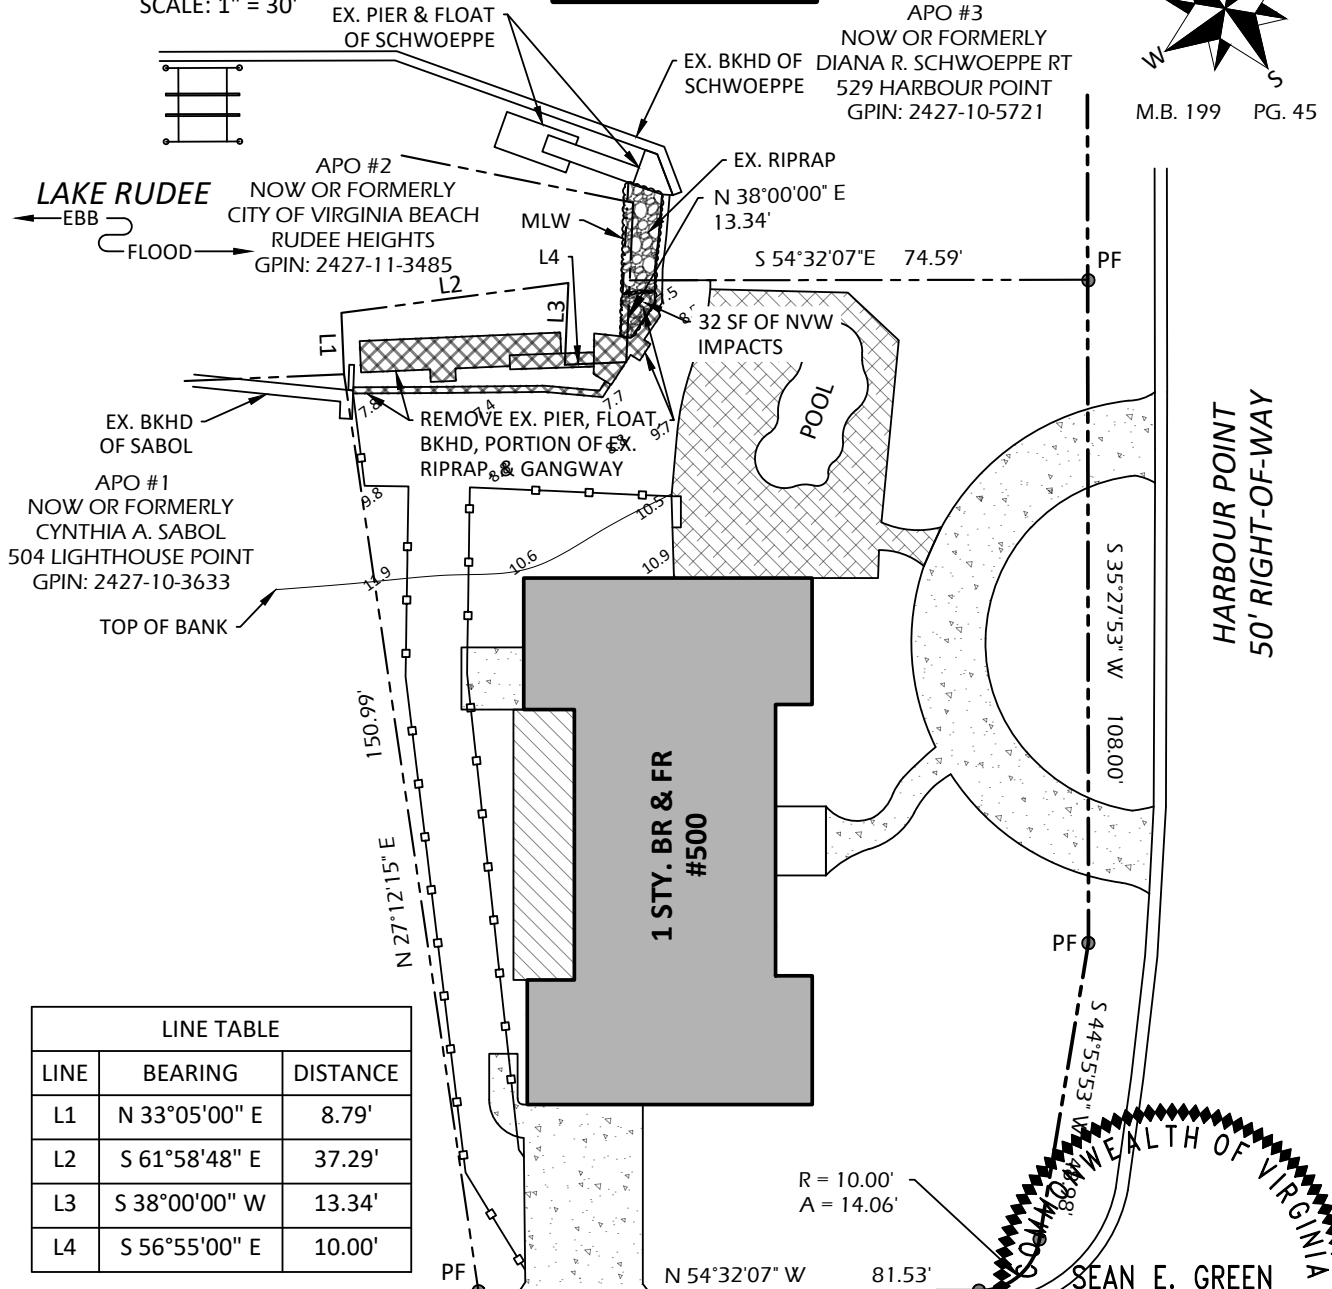 SCALE: 1" = 30'
EX. PIER & FLOAT
OF SCHWOEPPE
EX. BKHD OF
SCHWOEPPE
APO #3
NOW OR FORMERLY
DIANA R. SCHWOEPPE RT
529 HARBOUR POINT
GPIN: 2427-10-5721
W
S
M.B. 199 PG. 45
LAKE RUDEE
EBB
FLOOD
APO #2
NOW OR FORMERLY
CITY OF VIRGINIA BEACH
RUDEE HEIGHTS
GPIN: 2427-11-3485
MLW
EX. RIPRAP
N 38°00'00" E
13.34'
S 54°32'07"E 74.59'
PF
L4
L2
L3
L1
32 SF OF NVW
IMPACTS
EX. BKHD
OF SABOL
7.8
7.4
7.7
9.7
REMOVE EX. PIER, FLOAT,
BKHD, PORTION OF EX.
RIPRAP, & GANGWAY
POOL
APO #1
NOW OR FORMERLY
CYNTHIA A. SABOL
504 LIGHTHOUSE POINT
GPIN: 2427-10-3633
9.8
10.5
11.9
10.6
10.9
TOP OF BANK
HARBOUR POINT
50' RIGHT-OF-WAY
S 35°27'53" W 108.00'
150.99'
N 27°12'15" E
1 STY. BR & FR
#500
PF
S 44°55'53" W
LINE TABLE
LINE BEARING DISTANCE
L1 N 33°05'00" E 8.79'
L2 S 61°58'48" E 37.29'
L3 S 38°00'00" W 13.34'
L4 S 56°55'00" E 10.00'
R = 10.00'
A = 14.06'
PF
N 54°32'07" W 81.53'
COMMONWEALTH OF VIRGINIA
SEAN E. GREEN